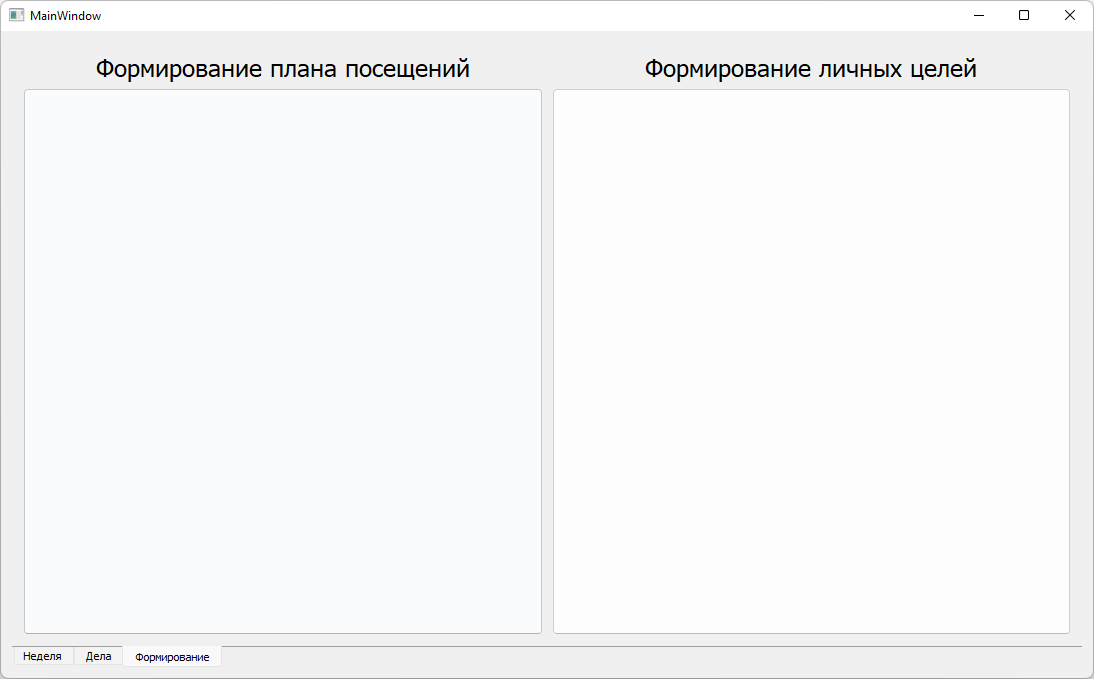 MainWindow
Формирование плана посещений
Формирование личных целей
Неделя
Дела
Формирование